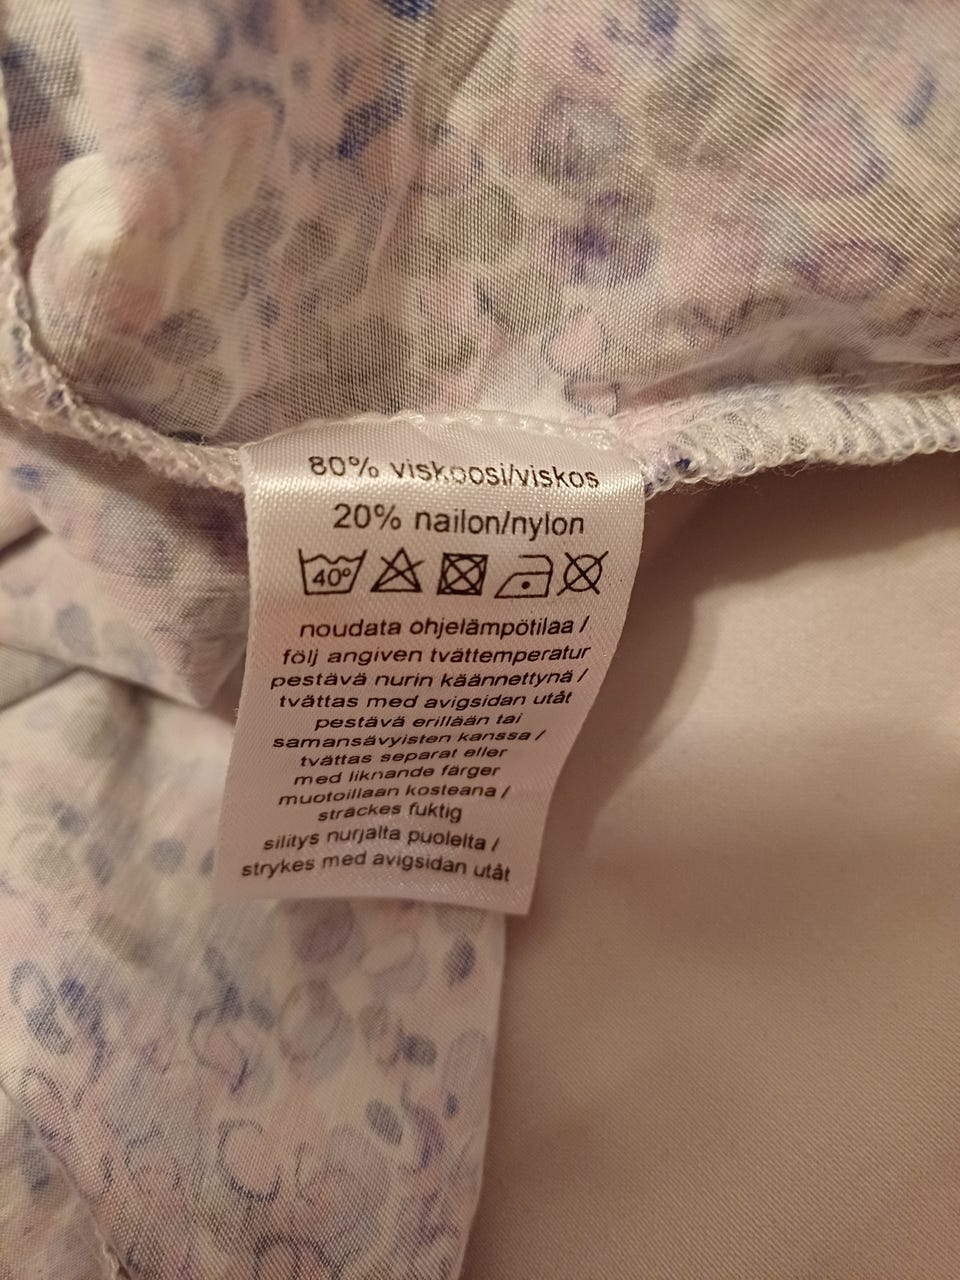 80% viskoosi/viskos
20% nailon/nylon
40°
noudata ohjelämpötilaa /
följ angiven tvättemperatur
pestävä nurin käännettynä /
tvättas med avigsidan utåt
pestävä erillään tai
samansävyisten kanssa /
tvättas separat eller
med liknande färger
muotoillaan kosteana /
sträckes fuktig
silitys nurjalta puolelta /
strykes med avigsidan utåt